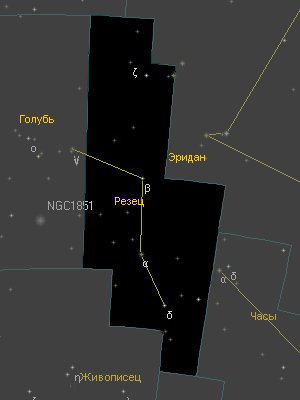 ζ
Голубь
ο
γ
Эридан
β
Резец
NGC1851
α
δ
α δ
Часы
η Живописец
ζ